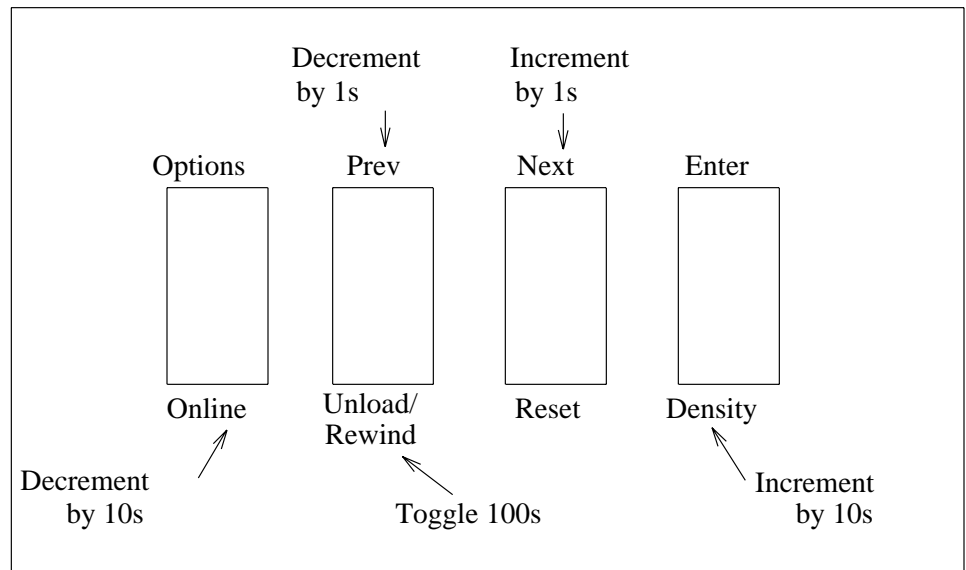 Decrement
by 1s
Increment
by 1s
Options
Prev
Next
Enter
Online
Unload/
Rewind
Reset
Density
Decrement
by 10s
Toggle 100s
Increment
by 10s